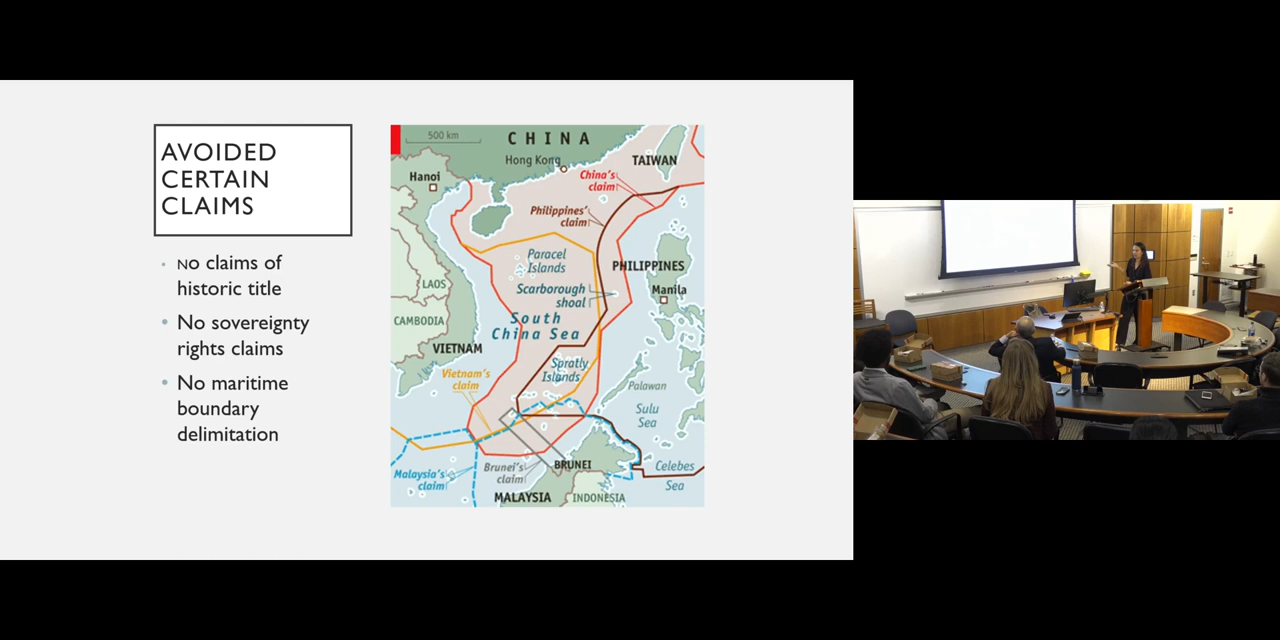 AVOIDED
CERTAIN
CLAIMS
No claims of
historic title
No sovereignty
rights claims
No maritime
boundary
delimitation
500 km
CHINA
Hong Kong
TAIWAN
Hanoi
China's
claim
Philippines'
claim
Paracel
Islands
PHILIPPINES
LAOS
Scarborough
shoal
Manila
South
China Sea
CAMBODIA
VIETNAM
Spratly
Islands
Vietnam's
claim
Palawan
Sulu
Sea
Malaysia's
claim
Brunei's
claim
BRUNEI
Celebes
Sea
MALAYSIA
INDONESIA